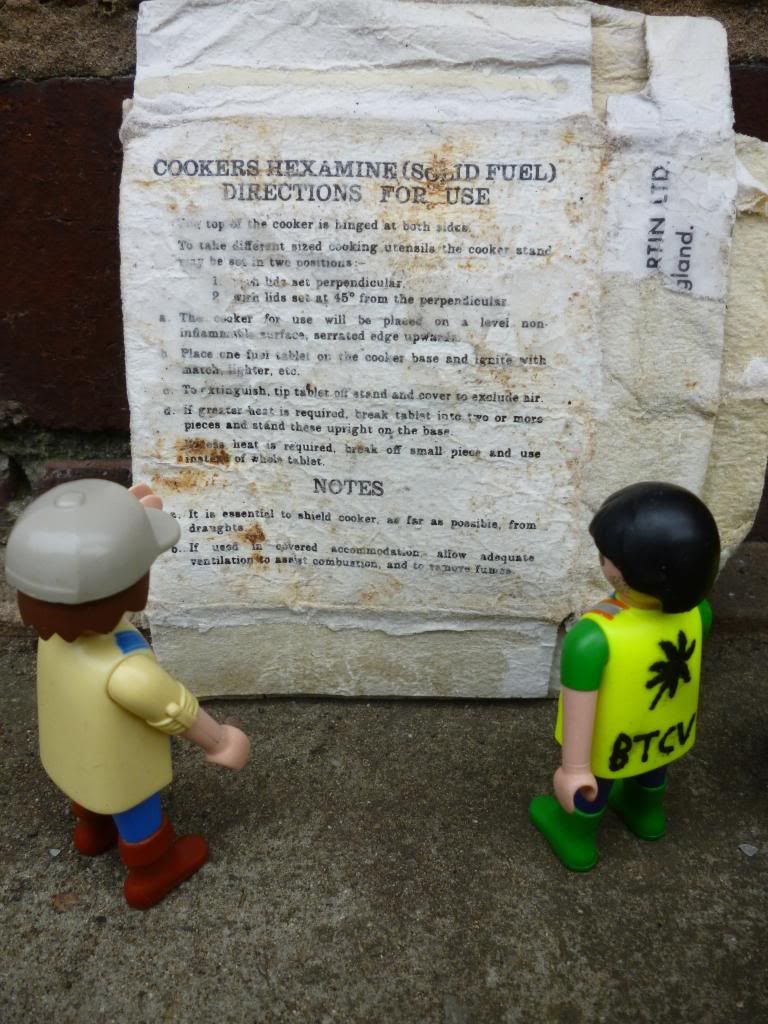 COOKERS HEXAMINE (SOLID FUEL)
DIRECTIONS FOR USE
top of the cooker is hinged at both sides.
To take different sized cooking utensils the cooker stand
may be set in two positions:-
1. With lids set perpendicular.
2. with lids set at 45° from the perpendicular
a. The cooker for use will be placed on a level non-
inflammable surface, serrated edge upwards.
b. Place one fuel tablet on the cooker base and ignite with
match, lighter, etc.
c. To extinguish, tip tablet off stand and cover to exclude air.
d. If greater heat is required, break tablet into two or more
pieces and stand these upright on the base.
less heat is required, break off small piece and use
instead of whole tablet.
NOTES
a. It is essential to shield cooker, as far as possible, from
draughts.
b. If used in covered accommodation, allow adequate
ventilation to assist combustion, and to remove fumes.
RTIN LTD.
gland.
BTCV